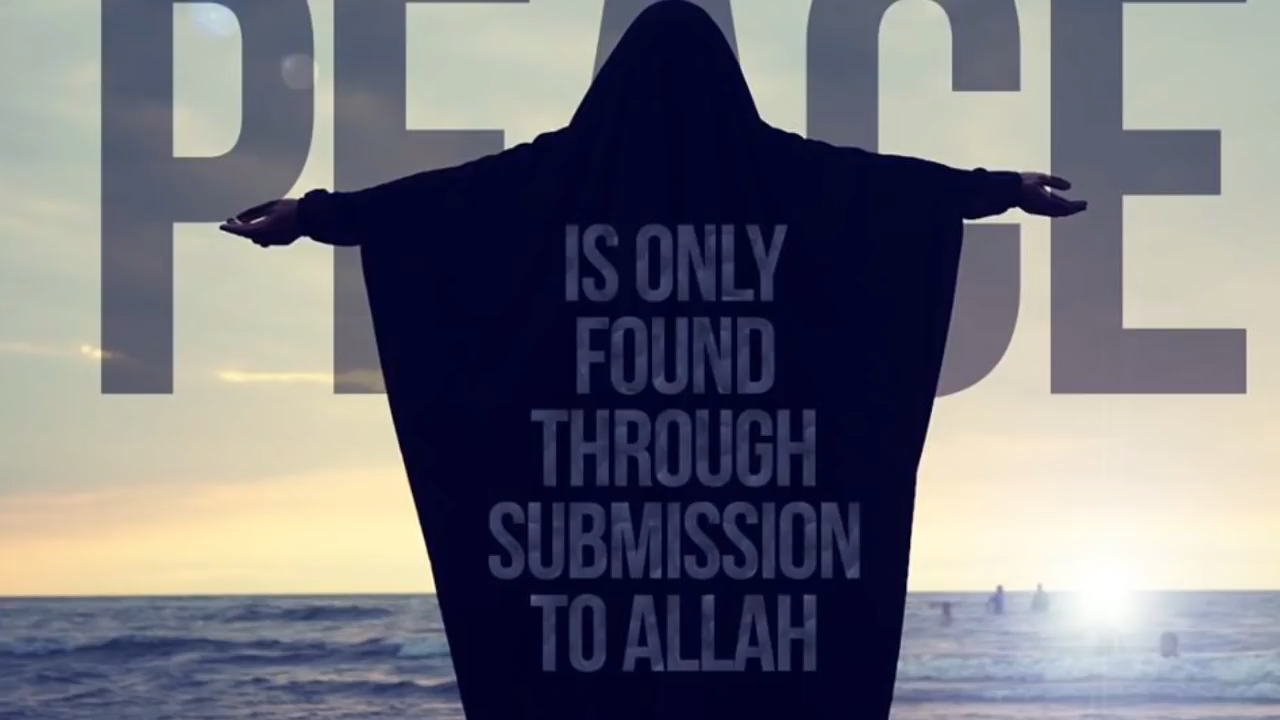 PEACE
IS ONLY
FOUND
THROUGH
SUBMISSION
TO ALLAH